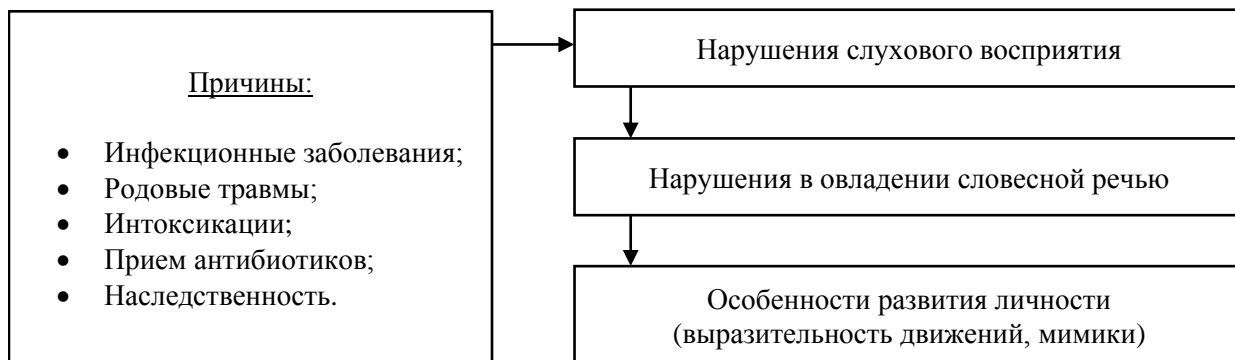 Причины:
• Инфекционные заболевания;
• Родовые травмы;
• Интоксикации;
• Прием антибиотиков;
• Наследственность.
Нарушения слухового восприятия
Нарушения в овладении словесной речью
Особенности развития личности
(выразительность движений, мимики)